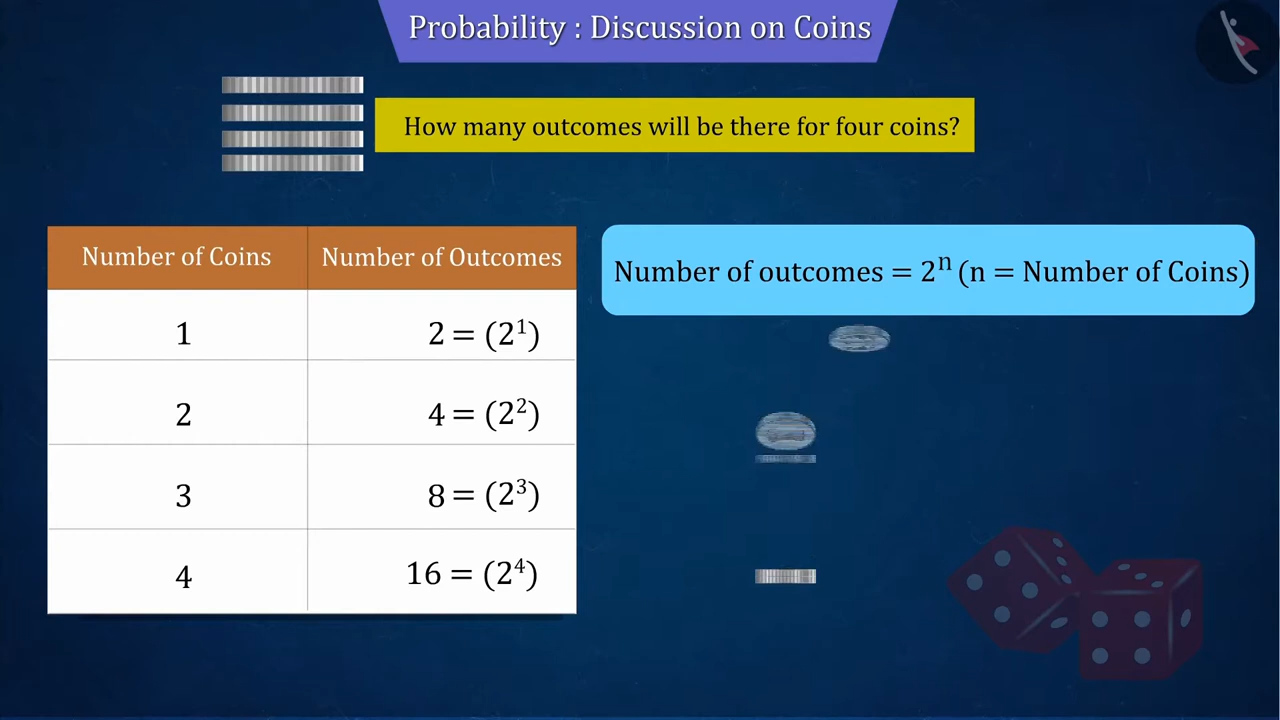 Probability : Discussion on Coins
How many outcomes will be there for four coins?
Number of Coins Number of Outcomes
1 2 = (2¹)
2 4 = (2²)
3 8 = (2³)
4 16 = (2⁴)
Number of outcomes = 2ⁿ (n = Number of Coins)